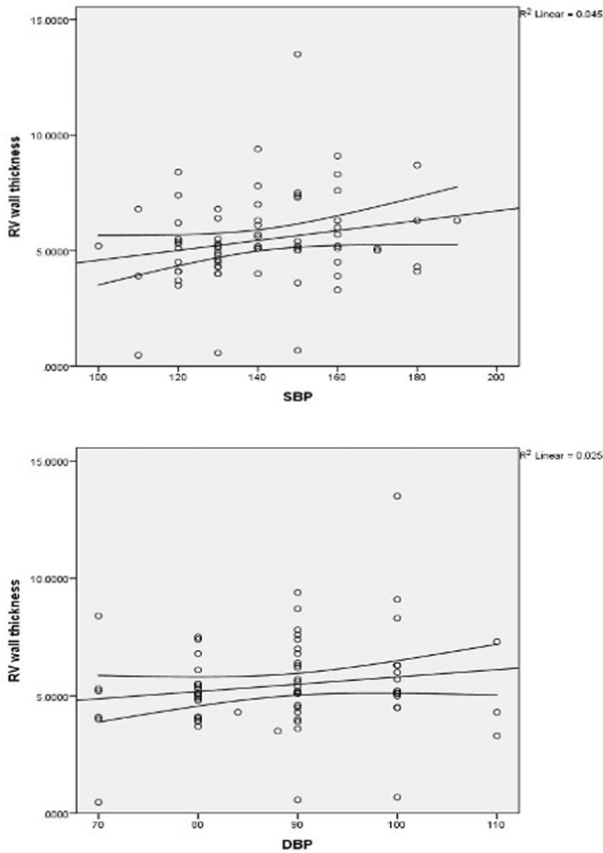 R² Linear = 0.045
15.0000
10.0000
5.0000
.0000
RV wall thickness
100 120 140 160 180 200
SBP
R² Linear = 0.025
15.0000
10.0000
5.0000
.0000
RV wall thickness
70 80 90 100 110
DBP